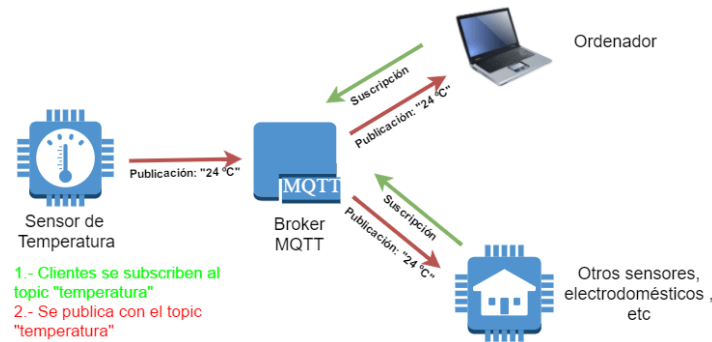 Ordenador
Suscripción
Publicación: "24 ºC"
Publicación: "24 ºC"
MQTT
Sensor de
Temperatura
Broker
MQTT
Suscripción
Publicación: "24 ºC"
1.- Clientes se subscriben al
topic "temperatura"
2.- Se publica con el topic
"temperatura"
Otros sensores,
electrodomésticos ,
etc